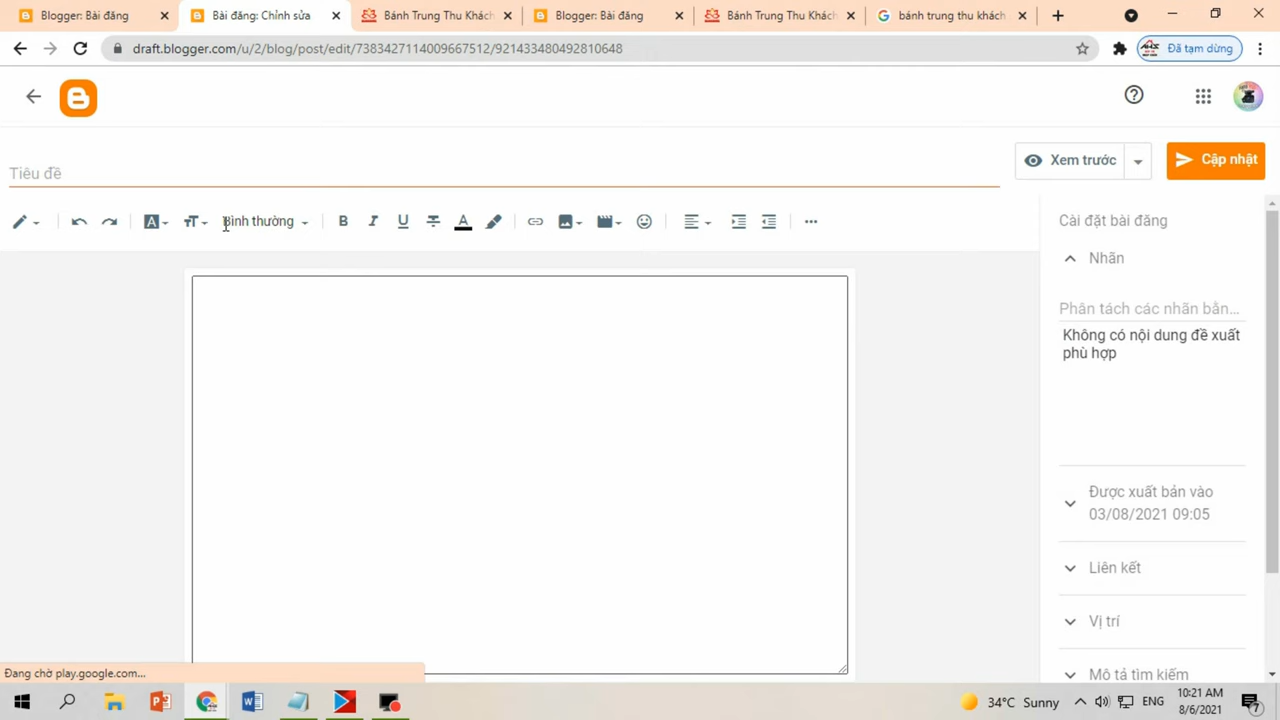 Blogger: Bài đăng
Bài đăng: Chỉnh sửa
Bánh Trung Thu Khách
Blogger: Bài đăng
Bánh Trung Thu Khách
bánh trung thu khách
draft.blogger.com/u/2/blog/post/edit/7383427114009667512/921433480492810648
Đã tạm dừng
Tiêu đề
Xem trước
Cập nhật
Bình thường
Cài đặt bài đăng
Nhãn
Phân tách các nhãn bằn...
Không có nội dung đề xuất
phù hợp
Được xuất bản vào
03/08/2021 09:05
Liên kết
Vị trí
Mô tả tìm kiếm
Đang chờ play.google.com...
34°C Sunny
ENG
10:21 AM
8/6/2021
7